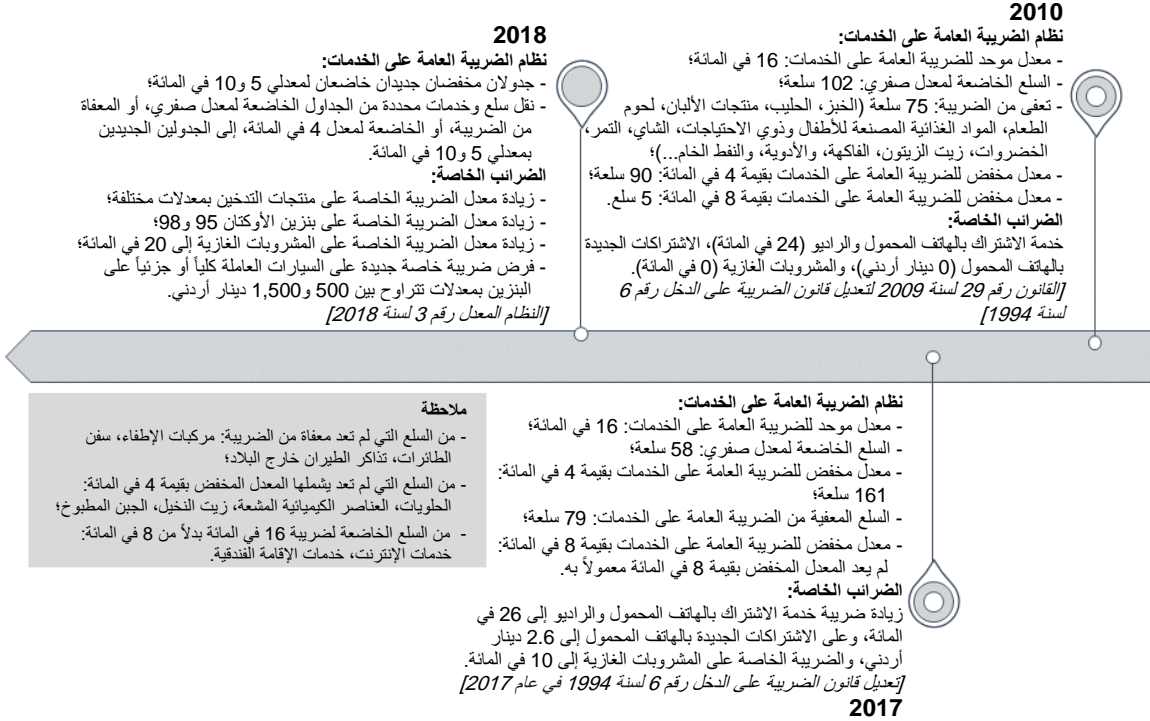 2010
نظام الضريبة العامة على الخدمات:
- معدل موحد للضريبة العامة على الخدمات: 16 في المائة؛
- السلع الخاضعة لمعدل صفري: 102 سلعة؛
- تعفى من الضريبة: 75 سلعة (الخبز، الحليب، منتجات الألبان، لحوم
الطعام، المواد الغذائية المصنعة للأطفال وذوي الاحتياجات، الشاي، التمر،
الخضروات، زيت الزيتون، الفاكهة، والأدوية، والنفط الخام...)؛
- معدل مخفض للضريبة العامة على الخدمات بقيمة 4 في المائة: 90 سلعة؛
- معدل مخفض للضريبة العامة على الخدمات بقيمة 8 في المائة: 5 سلع.
الضرائب الخاصة:
خدمة الاشتراك بالهاتف المحمول والراديو (24 في المائة)، الاشتراكات الجديدة
بالهاتف المحمول (0 دينار أردني)، والمشروبات الغازية (0 في المائة).
[القانون رقم 29 لسنة 2009 لتعديل قانون الضريبة على الدخل رقم 6
لسنة 1994]
2018
نظام الضريبة العامة على الخدمات:
- جدولان مخفضان جديدان خاضعان لمعدلي 5 و10 في المائة؛
- نقل سلع وخدمات محددة من الجداول الخاضعة لمعدل صفري، أو المعفاة
من الضريبة، أو الخاضعة لمعدل 4 في المائة، إلى الجدولين الجديدين
بمعدلي 5 و10 في المائة.
الضرائب الخاصة:
- زيادة معدل الضريبة الخاصة على منتجات التدخين بمعدلات مختلفة؛
- زيادة معدل الضريبة الخاصة على بنزين الأوكتان 95 و98؛
- زيادة معدل الضريبة الخاصة على المشروبات الغازية إلى 20 في المائة؛
- فرض ضريبة خاصة جديدة على السيارات العاملة كلياً أو جزئياً على
البنزين بمعدلات تتراوح بين 500 و1,500 دينار أردني.
[النظام المعدل رقم 3 لسنة 2018]
نظام الضريبة العامة على الخدمات:
- معدل موحد للضريبة العامة على الخدمات: 16 في المائة؛
- السلع الخاضعة لمعدل صفري: 58 سلعة؛
- معدل مخفض للضريبة العامة على الخدمات بقيمة 4 في المائة:
161 سلعة؛
- السلع المعفية من الضريبة العامة على الخدمات: 79 سلعة؛
- معدل مخفض للضريبة العامة على الخدمات بقيمة 8 في المائة:
لم يعد المعدل المخفض بقيمة 8 في المائة معمولاً به.
الضرائب الخاصة:
زيادة ضريبة خدمة الاشتراك بالهاتف المحمول والراديو إلى 26 في
المائة، وعلى الاشتراكات الجديدة بالهاتف المحمول إلى 2.6 دينار
أردني، والضريبة الخاصة على المشروبات الغازية إلى 10 في المائة.
[تعديل قانون الضريبة على الدخل رقم 6 لسنة 1994 في عام 2017]
2017
ملاحظة
- من السلع التي لم تعد معفاة من الضريبة: مركبات الإطفاء، سفن
الطائرات، تذاكر الطيران خارج البلاد؛
- من السلع التي لم تعد يشملها المعدل المخفض بقيمة 4 في المائة:
الحلويات، العناصر الكيميائية المشعة، زيت النخيل، الجبن المطبوخ؛
- من السلع الخاضعة لضريبة 16 في المائة بدلاً من 8 في المائة:
خدمات الإنترنت، خدمات الإقامة الفندقية.